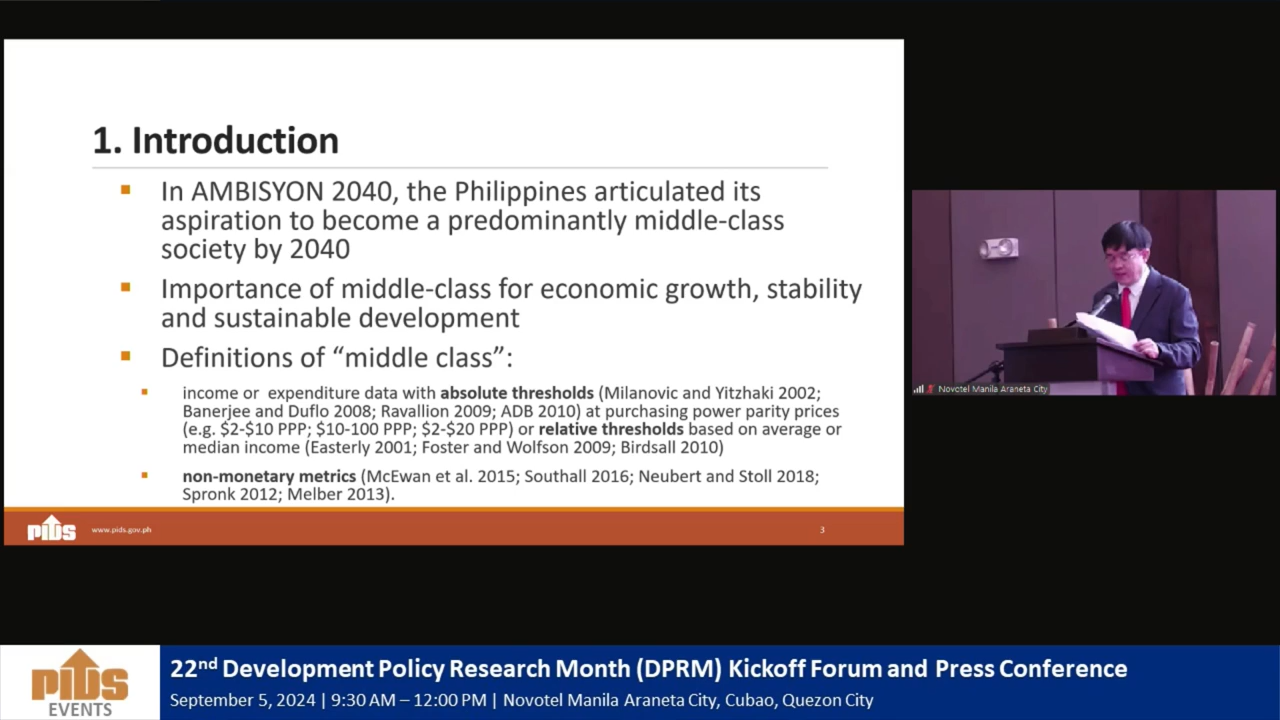 1. Introduction
In AMBISYON 2040, the Philippines articulated its
aspiration to become a predominantly middle-class
society by 2040
Importance of middle-class for economic growth, stability
and sustainable development
Definitions of “middle class”:
income or expenditure data with absolute thresholds (Milanovic and Yitzhaki 2002;
Banerjee and Duflo 2008; Ravallion 2009; ADB 2010) at purchasing power parity prices
(e.g. $2-$10 PPP; $10-100 PPP; $2-$20 PPP) or relative thresholds based on average or
median income (Easterly 2001; Foster and Wolfson 2009; Birdsall 2010)
non-monetary metrics (McEwan et al. 2015; Southall 2016; Neubert and Stoll 2018;
Spronk 2012; Melber 2013).
PIDS
www.pids.gov.ph
3
Novotel Manila Araneta City
PIDS
EVENTS
22nd Development Policy Research Month (DPRM) Kickoff Forum and Press Conference
September 5, 2024 | 9:30 AM – 12:00 PM | Novotel Manila Araneta City, Cubao, Quezon City